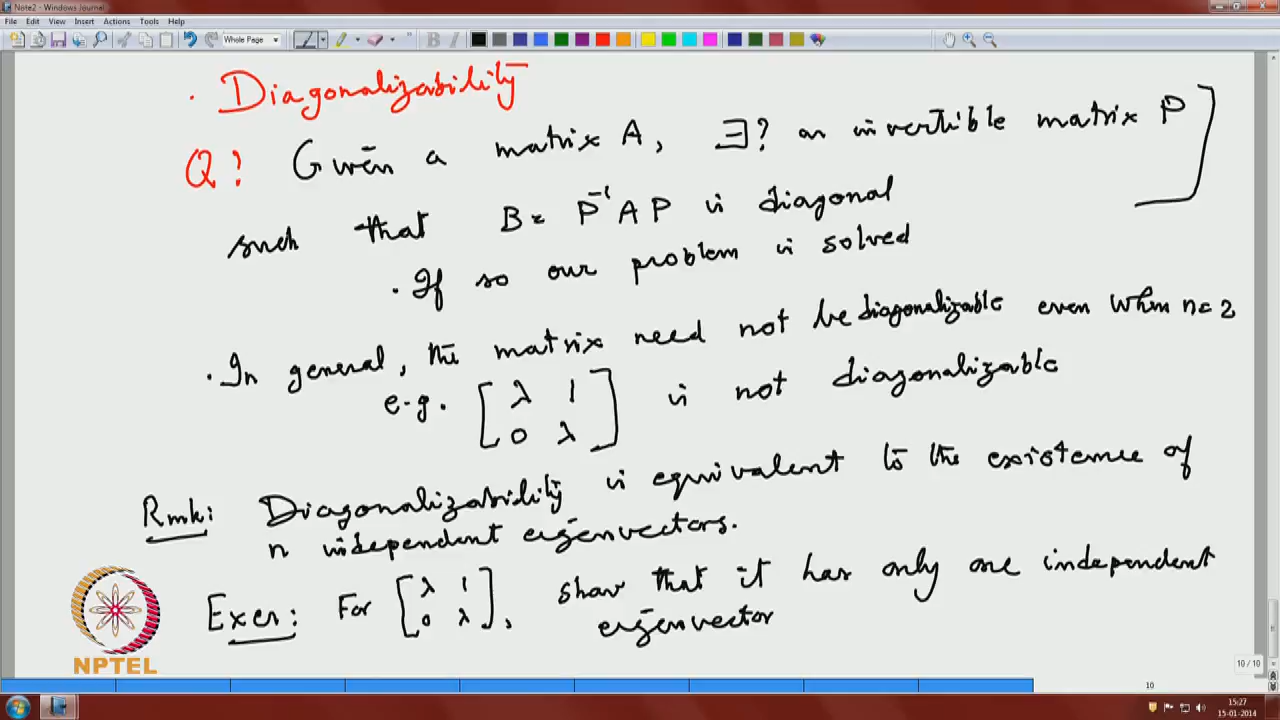 Note2 - Windows Journal
File Edit View Insert Actions Tools Help
Whole Page
· Diagonalizability
Q? Given a matrix A, ∃? an invertible matrix P
such that B = P⁻¹AP is diagonal
· If so our problem is solved
· In general, the matrix need not be diagonalizable even when n=2
e.g. [λ 1
0 λ] is not diagonalizable
Rmk: Diagonalizability is equivalent to the existence of
n independent eigenvectors.
Exer: For [λ 1
0 λ], show that it has only one independent
eigenvector
NPTEL
10 / 10
10
15:27
15-01-2014